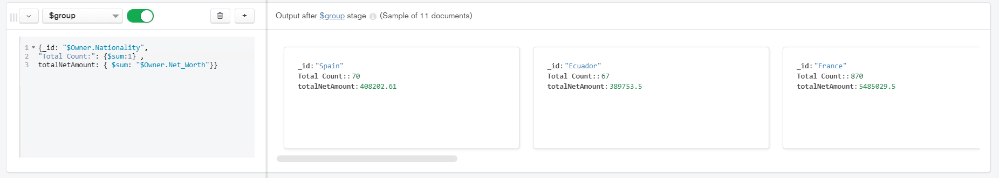 $group
+
Output after $group stage i (Sample of 11 documents)
1 {_id: "$Owner.Nationality",
2 "Total Count:": {$sum:1} ,
3 totalNetAmount: { $sum: "$Owner.Net_Worth"}}
_id: "Spain"
Total Count:: 70
totalNetAmount: 408202.61
_id: "Ecuador"
Total Count:: 67
totalNetAmount: 389753.5
_id: "France"
Total Count:: 870
totalNetAmount: 5485029.5